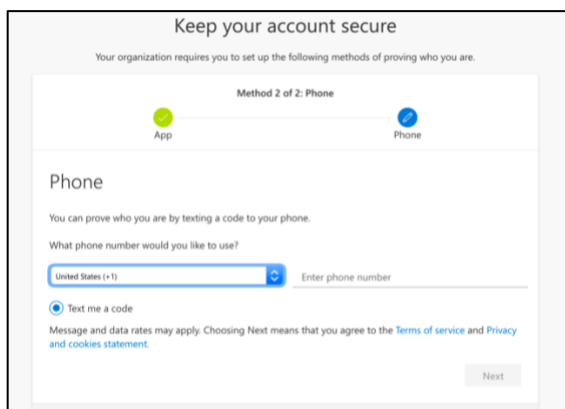 Keep your account secure
Your organization requires you to set up the following methods of proving who you are.
Method 2 of 2: Phone
App
Phone
Phone
You can prove who you are by texting a code to your phone.
What phone number would you like to use?
United States (+1)
Enter phone number
Text me a code
Message and data rates may apply. Choosing Next means that you agree to the Terms of service and Privacy
and cookies statement.
Next